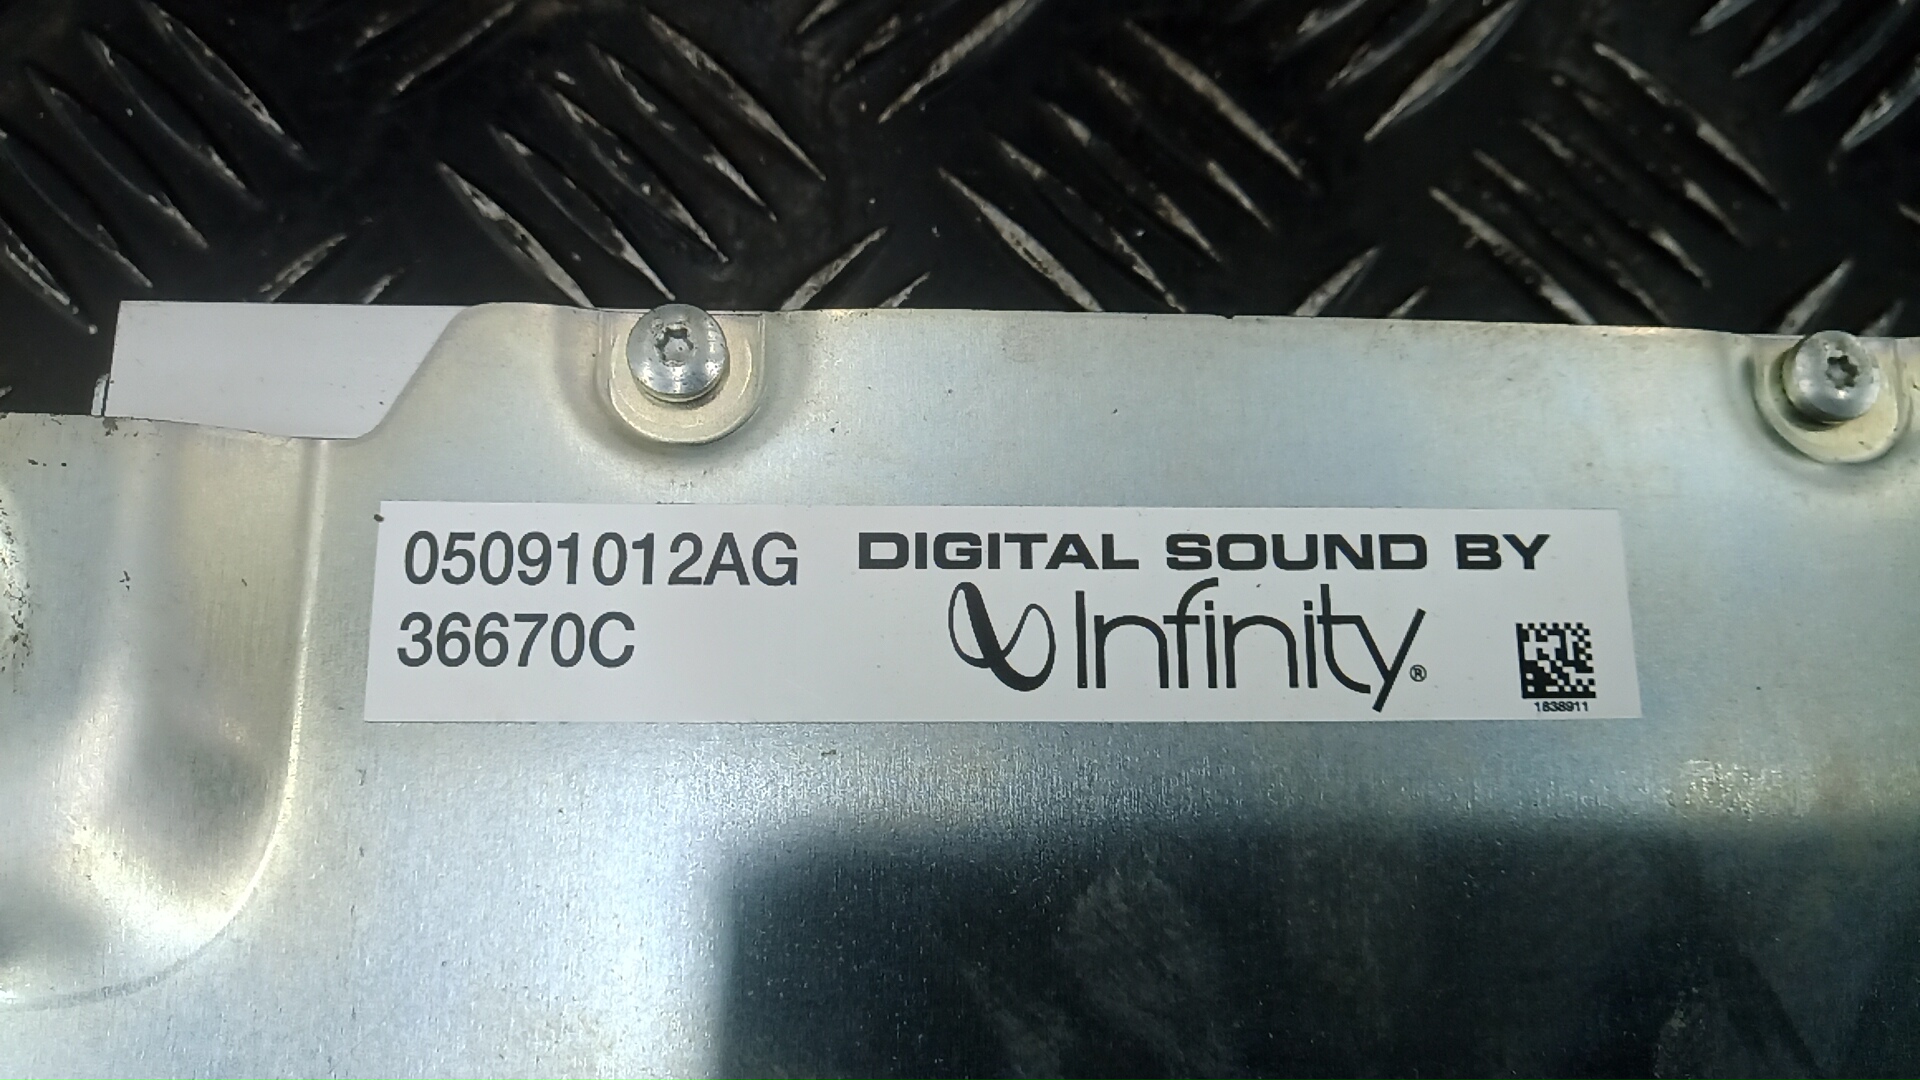 05091012AG
36670C
DIGITAL SOUND BY
Infinity®
1838911